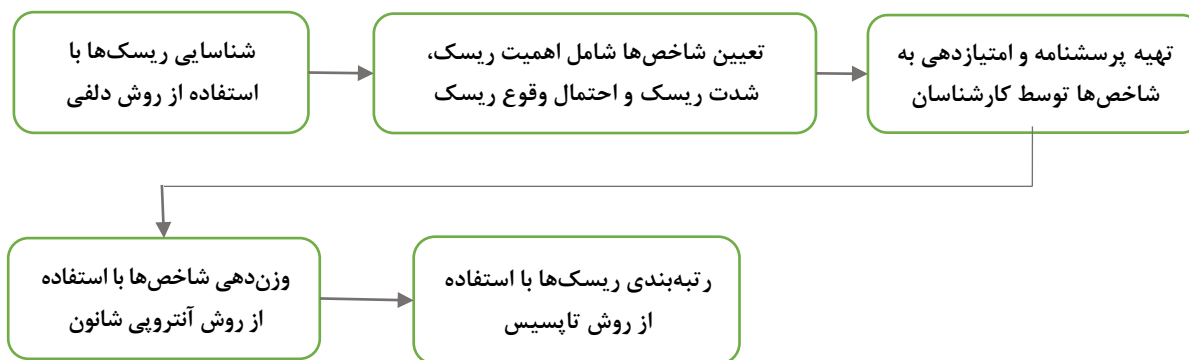 شناسایی ریسک‌ها با
استفاده از روش دلفی
تعیین شاخص‌ها شامل اهمیت ریسک،
شدت ریسک و احتمال وقوع ریسک
تهیه پرسشنامه و امتیازدهی به
شاخص‌ها توسط کارشناسان
وزن‌دهی شاخص‌ها با استفاده
از روش آنتروپی شانون
رتبه‌بندی ریسک‌ها با استفاده
از روش تاپسیس